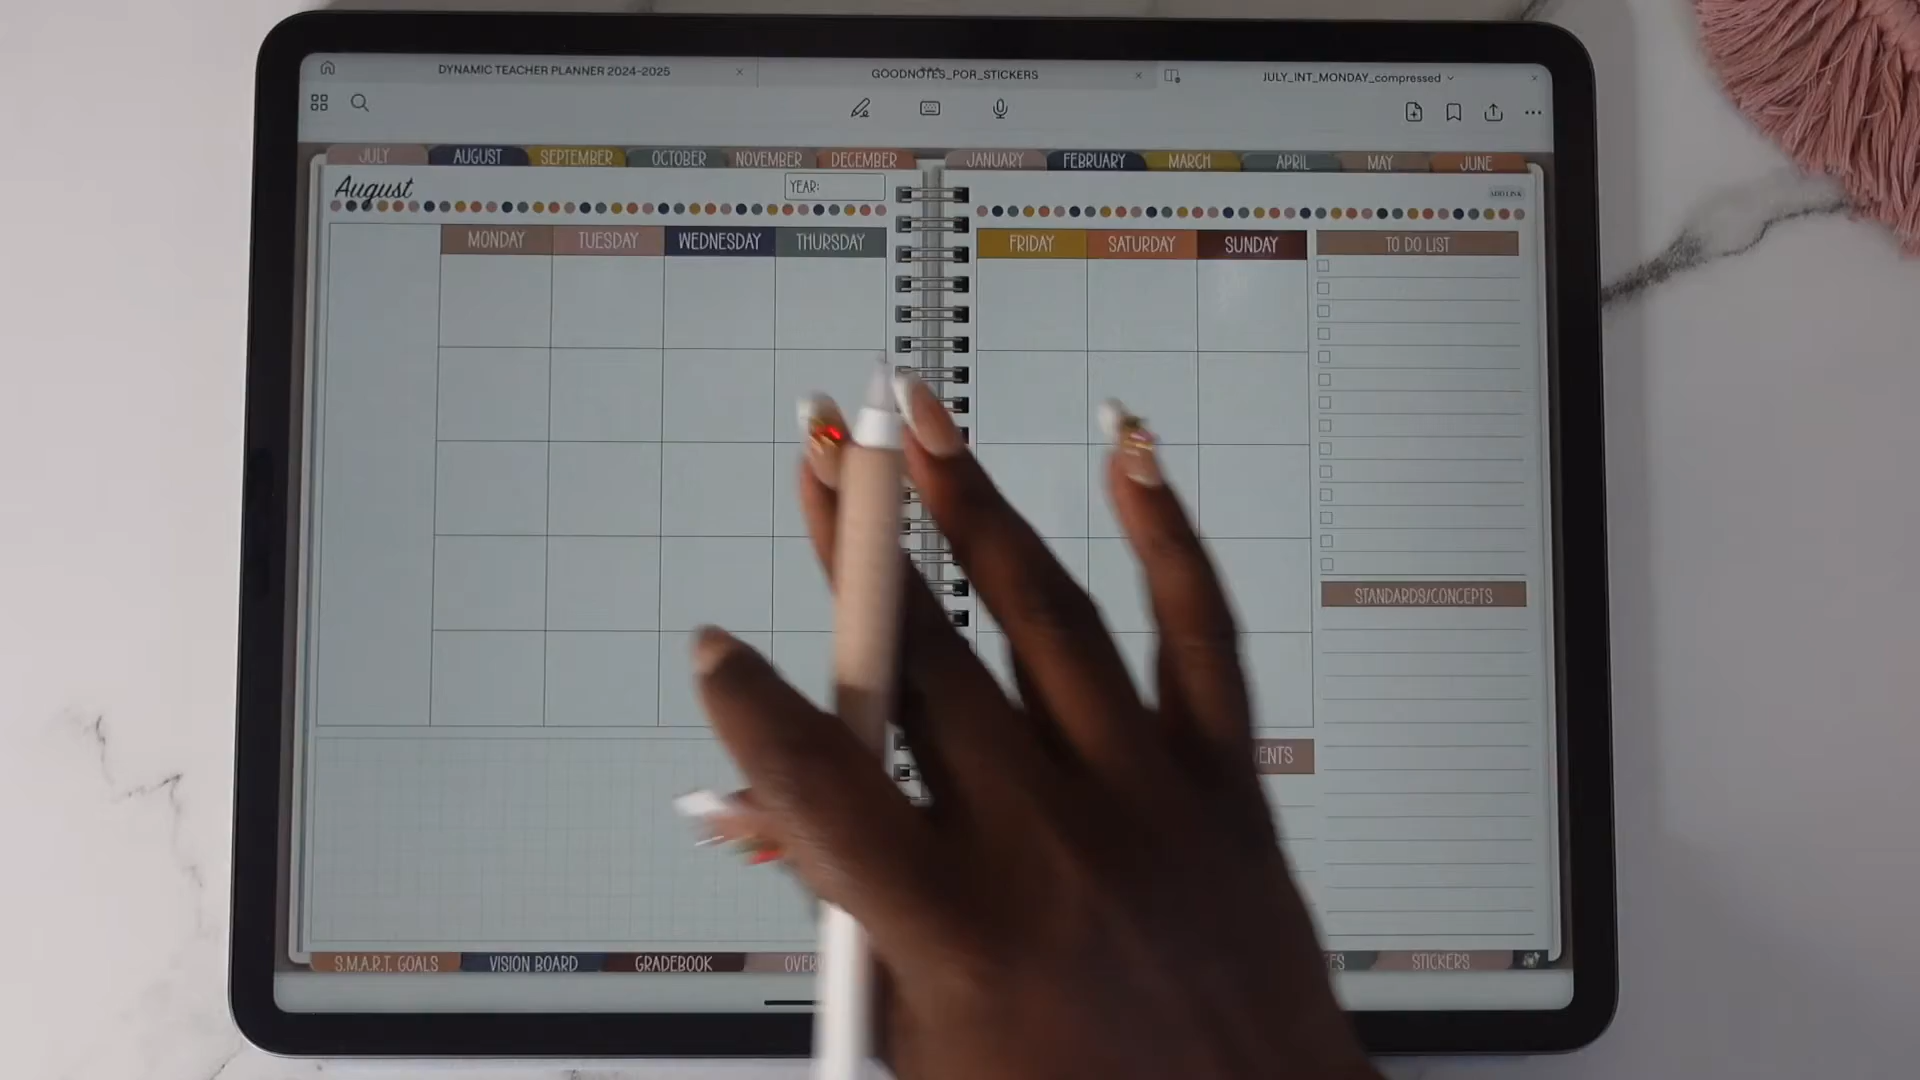 DYNAMIC TEACHER PLANNER 2024-2025
GOODNOTES_POR_STICKERS
JULY_INT_MONDAY_compressed
JULY AUGUST SEPTEMBER OCTOBER NOVEMBER DECEMBER JANUARY FEBRUARY MARCH APRIL MAY JUNE
August
YEAR:
MONDAY TUESDAY WEDNESDAY THURSDAY FRIDAY SATURDAY SUNDAY TO DO LIST
STANDARDS/CONCEPTS
S.M.A.R.T. GOALS VISION BOARD GRADEBOOK STICKERS